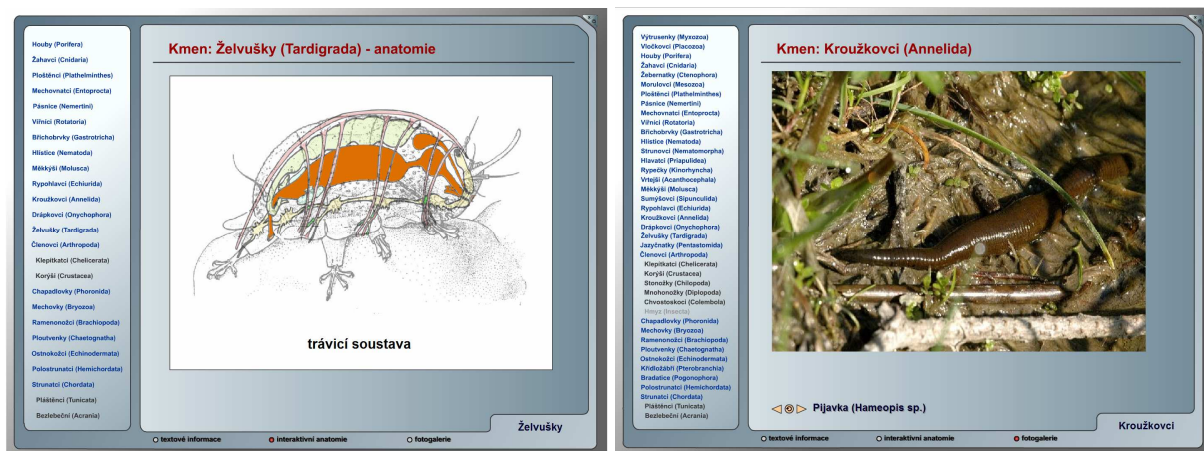 Houby (Porifera)
Žahavci (Cnidaria)
Ploštěnci (Plathelminthes)
Mechovnatci (Entoprocta)
Pásnice (Nemertini)
Vířníci (Rotatoria)
Břichobrvky (Gastrotricha)
Hlístice (Nematoda)
Měkkýši (Molusca)
Rypohlavci (Echiurida)
Kroužkovci (Annelida)
Drápkovci (Onychophora)
Želvušky (Tardigrada)
Členovci (Arthropoda)
Klepítkatci (Chelicerata)
Korýši (Crustacea)
Chapadlovky (Phoronida)
Mechovky (Bryozoa)
Ramenonožci (Brachiopoda)
Ploutvenky (Chaetognatha)
Ostnokožci (Echinodermata)
Polostrunatci (Hemichordata)
Strunatci (Chordata)
Pláštěnci (Tunicata)
Bezlebeční (Acrania)
Kmen: Želvušky (Tardigrada) - anatomie
trávicí soustava
Želvušky
textové informace
interaktivní anatomie
fotogalerie
Výtrusenky (Myxozoa)
Vločkovci (Placozoa)
Houby (Porifera)
Žahavci (Cnidaria)
Žebernatky (Ctenophora)
Morulovci (Mesozoa)
Ploštěnci (Plathelminthes)
Pásnice (Nemertini)
Mechovnatci (Entoprocta)
Vířníci (Rotatoria)
Břichobrvky (Gastrotricha)
Hlístice (Nematoda)
Strunovci (Nematomorpha)
Hlavatci (Priapulidea)
Rypečky (Kinorhyncha)
Vrtejši (Acanthocephala)
Měkkýši (Molusca)
Sumýšovci (Sipunculida)
Rypohlavci (Echiurida)
Kroužkovci (Annelida)
Drápkovci (Onychophora)
Želvušky (Tardigrada)
Jazyčnatky (Pentastomida)
Členovci (Arthropoda)
Klepítkatci (Chelicerata)
Korýši (Crustacea)
Stonožky (Chilopoda)
Mnohonožky (Diplopoda)
Chvostoskoci (Colembola)
Hmyz (Insecta)
Chapadlovky (Phoronida)
Mechovky (Bryozoa)
Ramenonožci (Brachiopoda)
Ploutvenky (Chaetognatha)
Ostnokožci (Echinodermata)
Křídložábří (Pterobranchia)
Bradatice (Pogonophora)
Polostrunatci (Hemichordata)
Strunatci (Chordata)
Pláštěnci (Tunicata)
Bezlebeční (Acrania)
Kmen: Kroužkovci (Annelida)
Pijavka (Hameopis sp.)
Kroužkovci
textové informace
interaktivní anatomie
fotogalerie